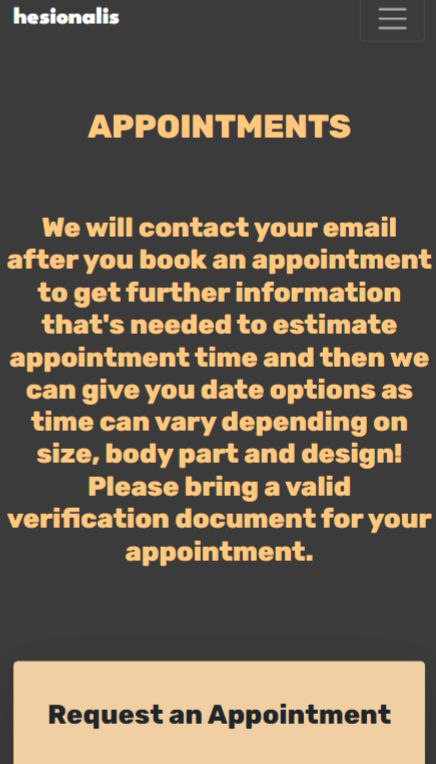 hesionalis
APPOINTMENTS
We will contact your email
after you book an appointment
to get further information
that's needed to estimate
appointment time and then we
can give you date options as
time can vary depending on
size, body part and design!
Please bring a valid
verification document for your
appointment.
Request an Appointment